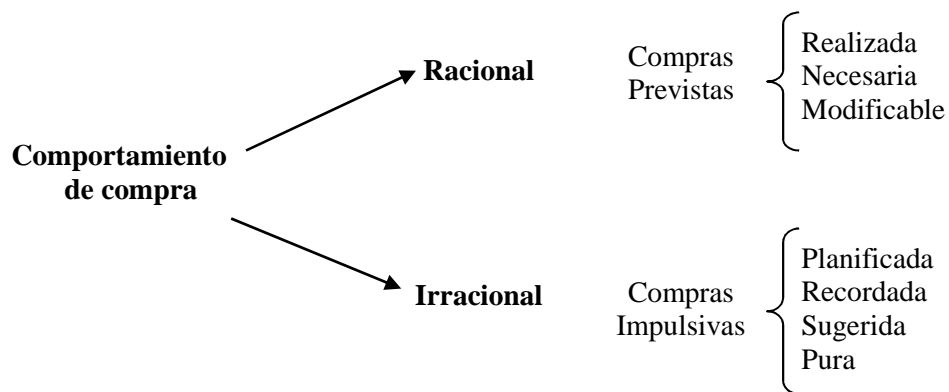 Comportamiento
de compra
Racional
Compras
Previstas
Realizada
Necesaria
Modificable
Irracional
Compras
Impulsivas
Planificada
Recordada
Sugerida
Pura